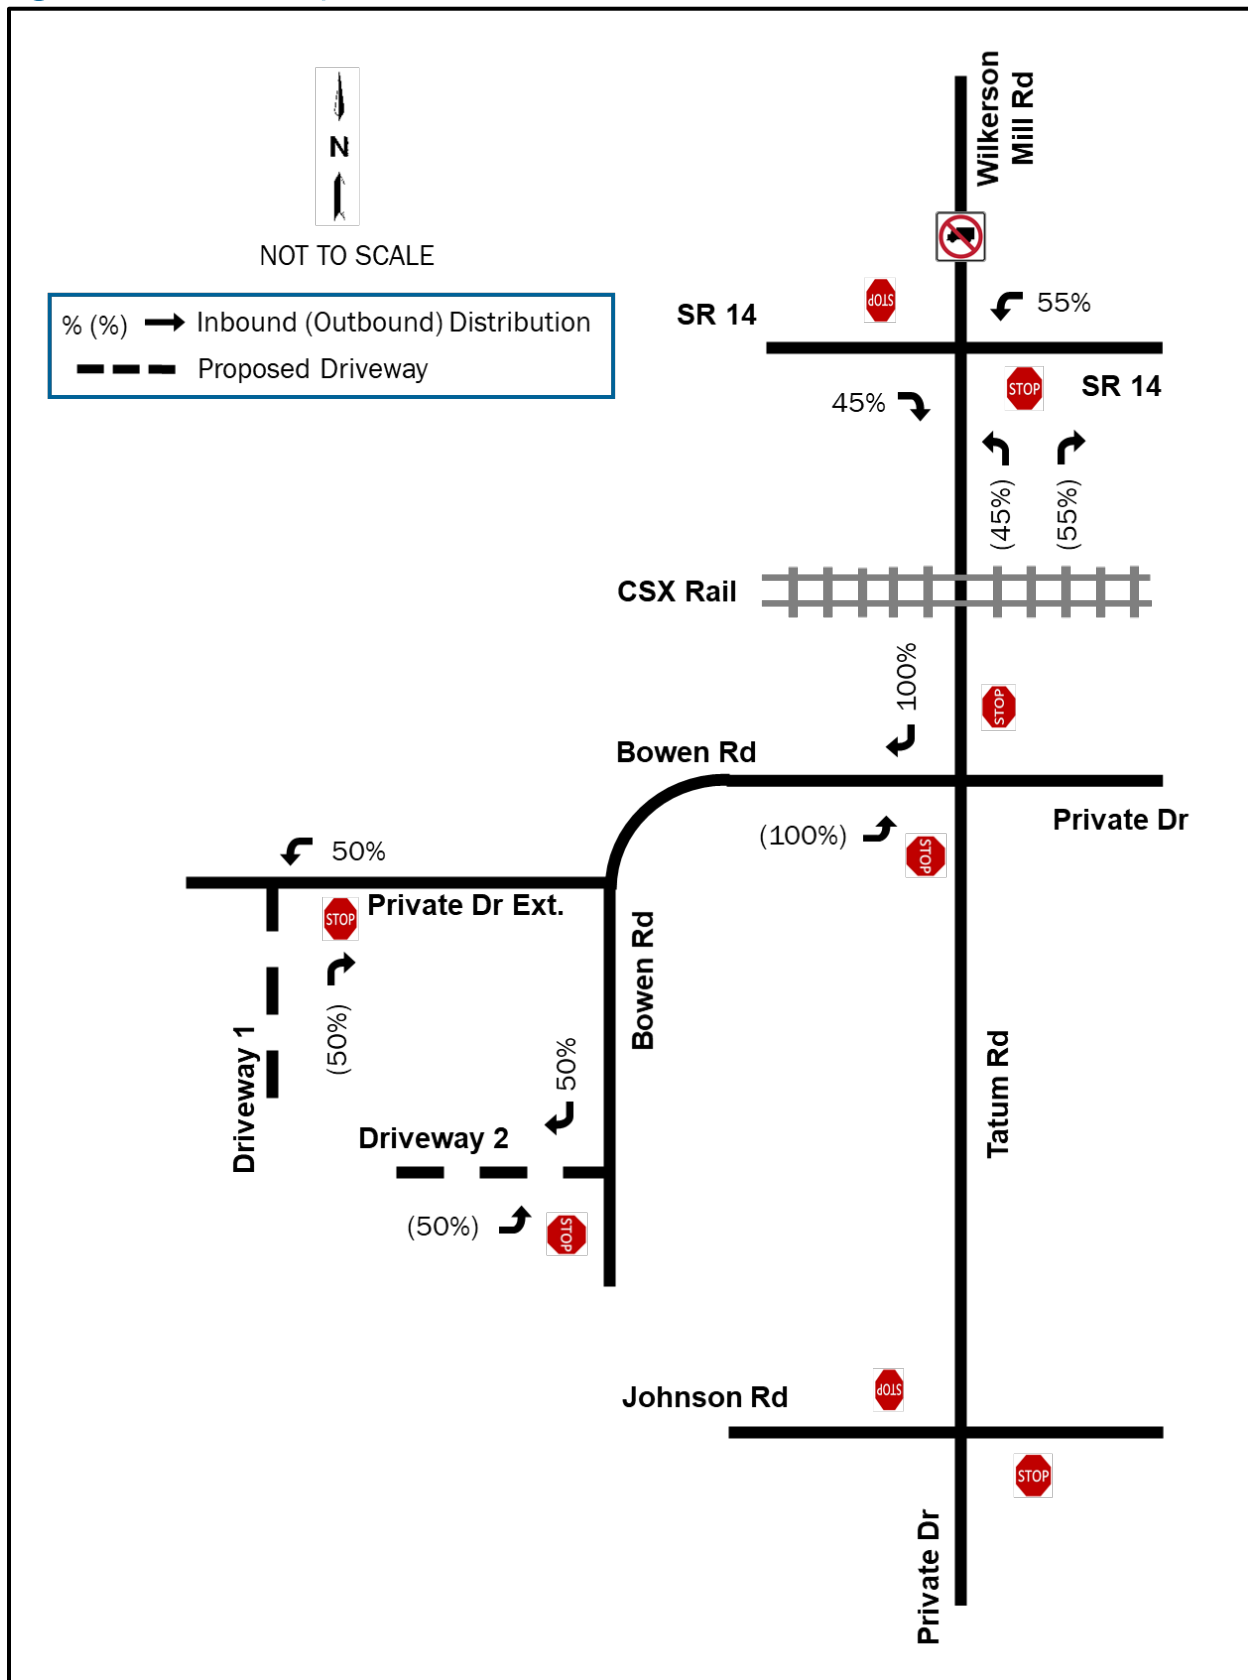 Wilkerson
Mill Rd
N
NOT TO SCALE
% (%) Inbound (Outbound) Distribution
Proposed Driveway
STOP
55%
SR 14
STOP
SR 14
45%
(45%)
(55%)
CSX Rail
100%
STOP
Bowen Rd
Private Dr
(100%)
STOP
50%
Private Dr Ext.
STOP
(50%)
Bowen Rd
Driveway 1
50%
Tatum Rd
Driveway 2
(50%)
STOP
Johnson Rd
STOP
STOP
Private Dr